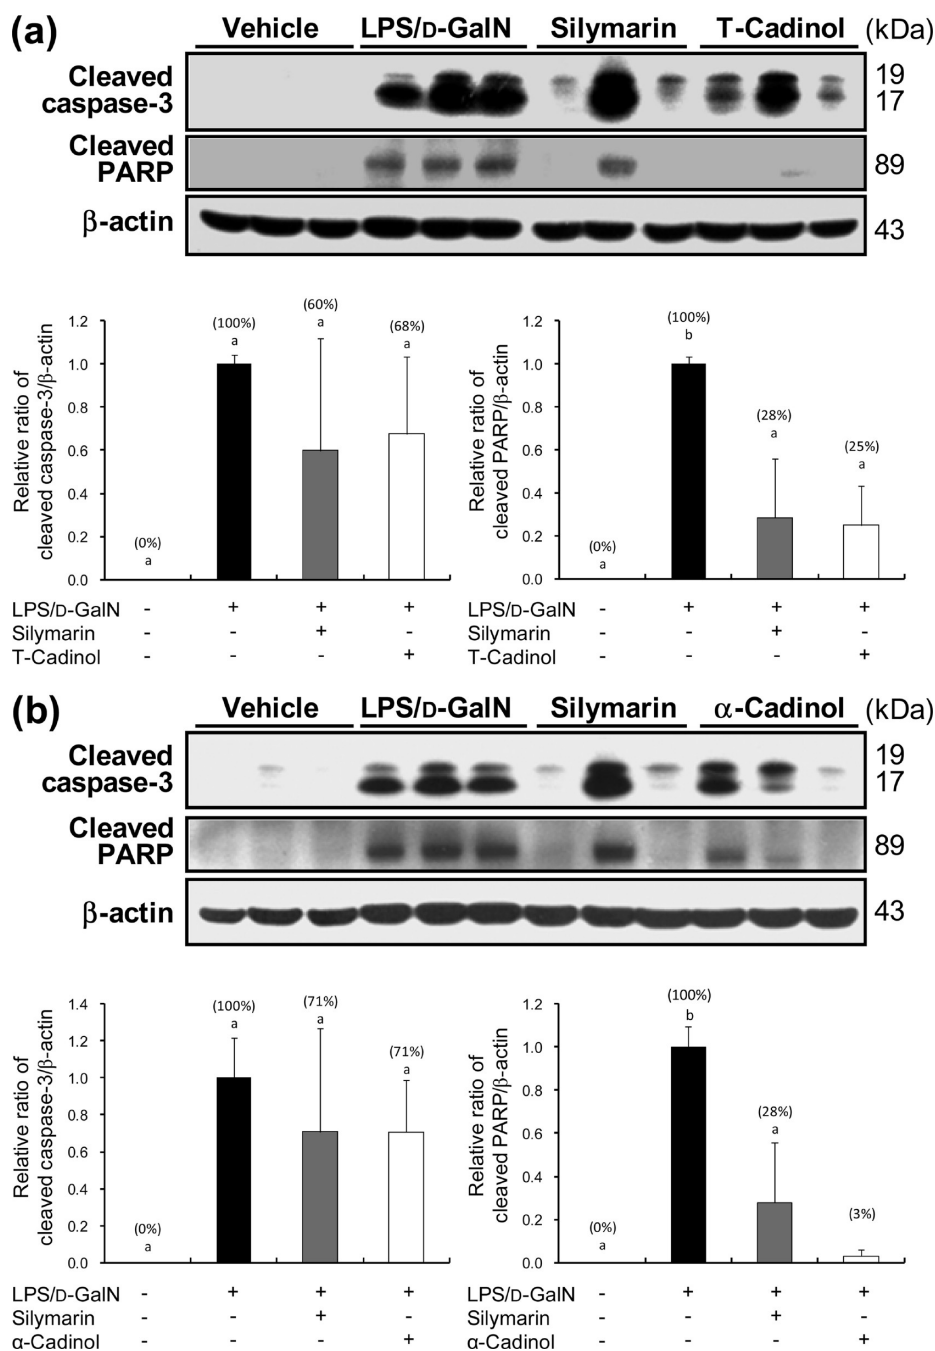 (a)
Vehicle LPS/D-GalN Silymarin T-Cadinol (kDa)
Cleaved caspase-3 19 17
Cleaved PARP 89
β-actin 43
Relative ratio of cleaved caspase-3/β-actin
1.2
1.0
0.8
0.6
0.4
0.2
0.0
(0%) a
(100%) a
(60%) a
(68%) a
LPS/D-GalN - + + +
Silymarin - - + -
T-Cadinol - - - +
Relative ratio of cleaved PARP/β-actin
1.2
1.0
0.8
0.6
0.4
0.2
0.0
(0%) a
(100%) b
(28%) a
(25%) a
LPS/D-GalN - + + +
Silymarin - - + -
T-Cadinol - - - +
(b)
Vehicle LPS/D-GalN Silymarin α-Cadinol (kDa)
Cleaved caspase-3 19 17
Cleaved PARP 89
β-actin 43
Relative ratio of cleaved caspase-3/β-actin
1.4
1.2
1.0
0.8
0.6
0.4
0.2
0.0
(0%) a
(100%) a
(71%) a
(71%) a
LPS/D-GalN - + + +
Silymarin - - + -
α-Cadinol - - - +
Relative ratio of cleaved PARP/β-actin
1.2
1.0
0.8
0.6
0.4
0.2
0.0
(0%) a
(100%) b
(28%) a
(3%)
LPS/D-GalN - + + +
Silymarin - - + -
α-Cadinol - - - +